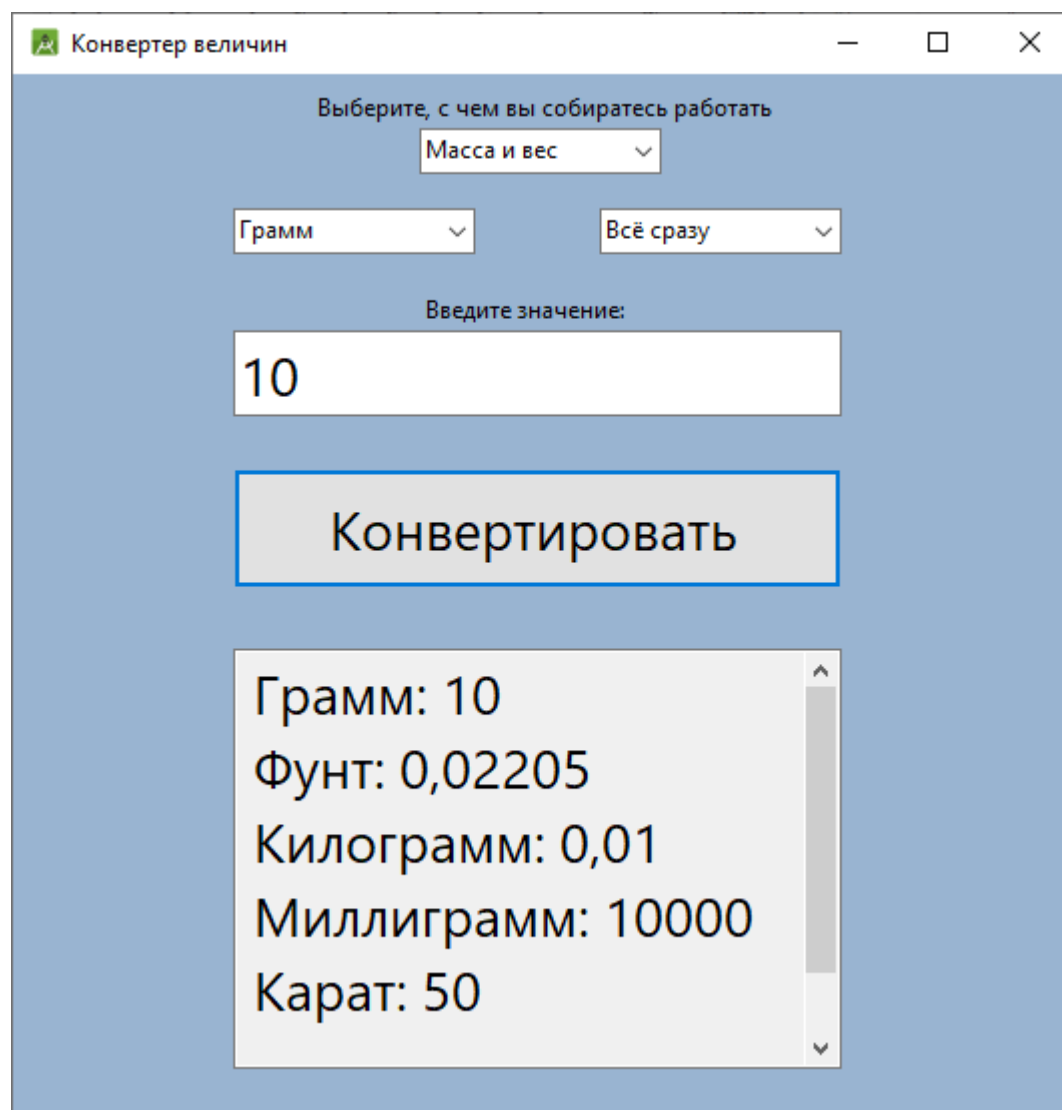 Конвертер величин
Выберите, с чем вы собиратесь работать
Масса и вес
Грамм Всё сразу
Введите значение:
10
Конвертировать
Грамм: 10
Фунт: 0,02205
Килограмм: 0,01
Миллиграмм: 10000
Карат: 50